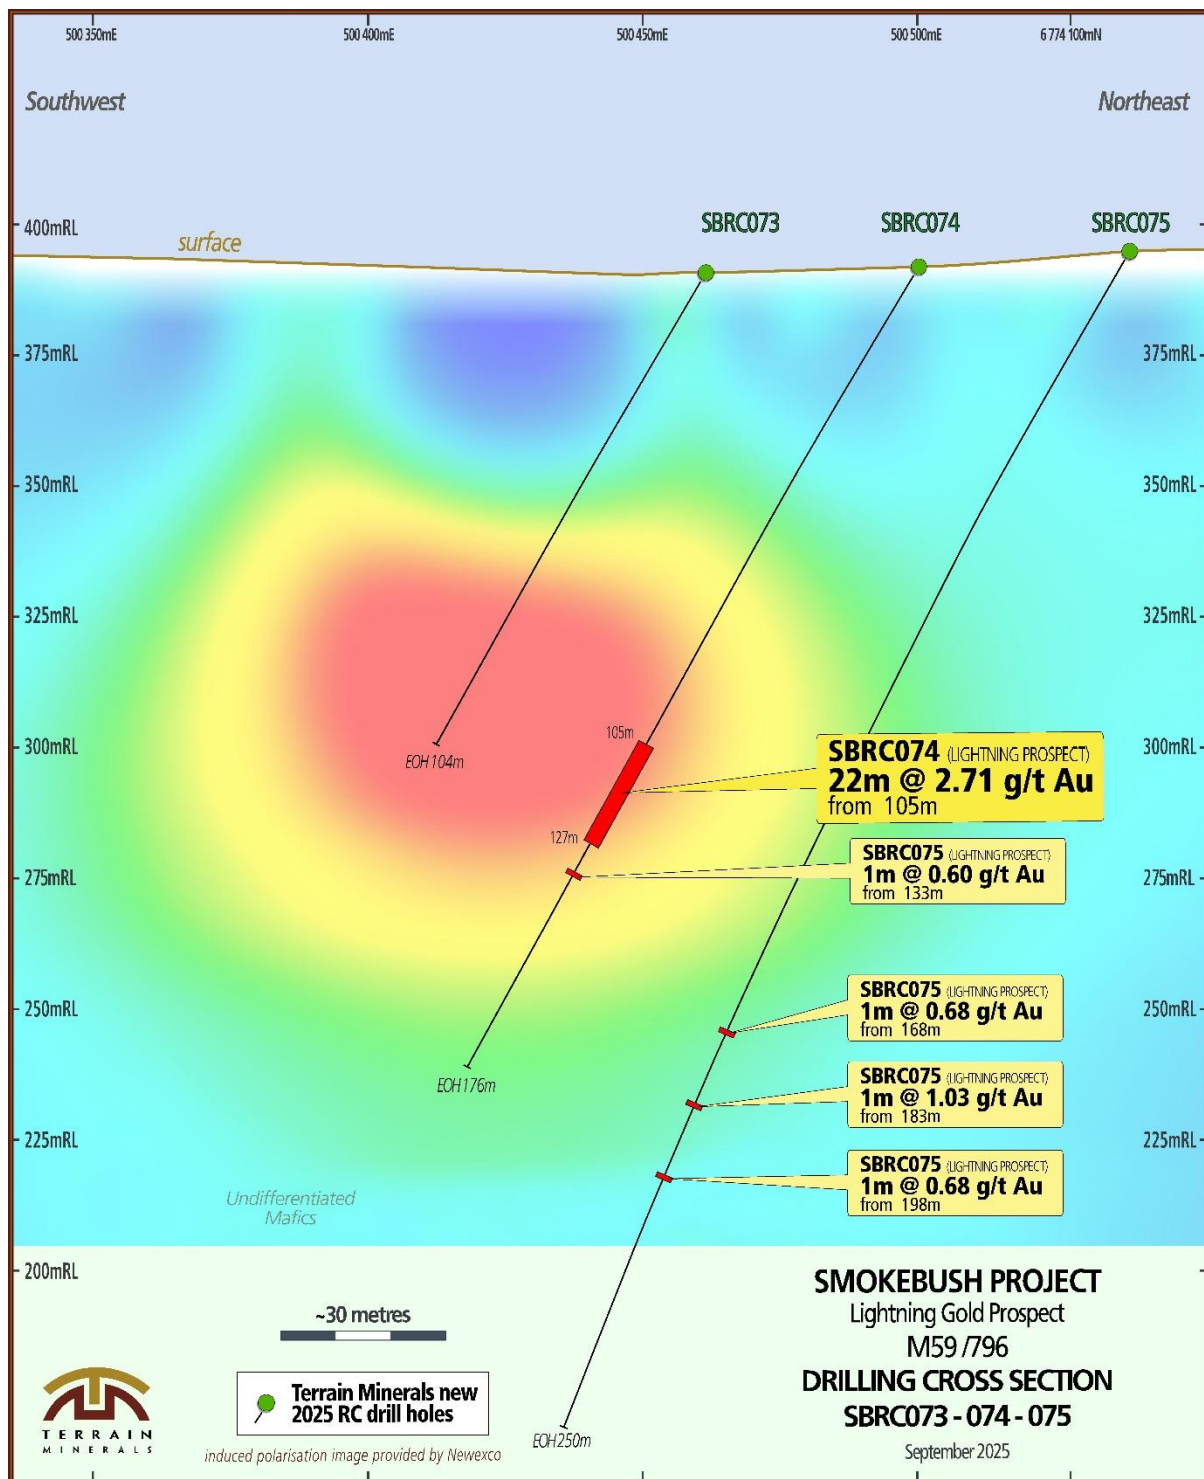 500 350mE
500 400mE
500 450mE
500 500mE
6 774 100mN
Southwest
Northeast
400mRL
surface
SBRC073
SBRC074
SBRC075
375mRL
375mRL
350mRL
350mRL
325mRL
325mRL
300mRL
300mRL
105m
EOH 104m
SBRC074 (LIGHTNING PROSPECT)
22m @ 2.71 g/t Au
from 105m
127m
SBRC075 (LIGHTNING PROSPECT)
1m @ 0.60 g/t Au
from 133m
275mRL
275mRL
SBRC075 (LIGHTNING PROSPECT)
1m @ 0.68 g/t Au
from 168m
250mRL
250mRL
EOH 176m
SBRC075 (LIGHTNING PROSPECT)
1m @ 1.03 g/t Au
from 183m
225mRL
225mRL
SBRC075 (LIGHTNING PROSPECT)
1m @ 0.68 g/t Au
from 198m
Undifferentiated
Mafics
200mRL
~30 metres
SMOKEBUSH PROJECT
Lightning Gold Prospect
M59 /796
DRILLING CROSS SECTION
SBRC073 - 074 - 075
September 2025
TERRAIN
MINERALS
Terrain Minerals new
2025 RC drill holes
induced polarisation image provided by Newexco
EOH 250m